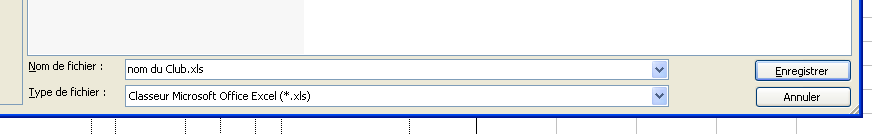 Nom de fichier :
nom du Club.xls
Enregistrer
Type de fichier :
Classeur Microsoft Office Excel (*.xls)
Annuler